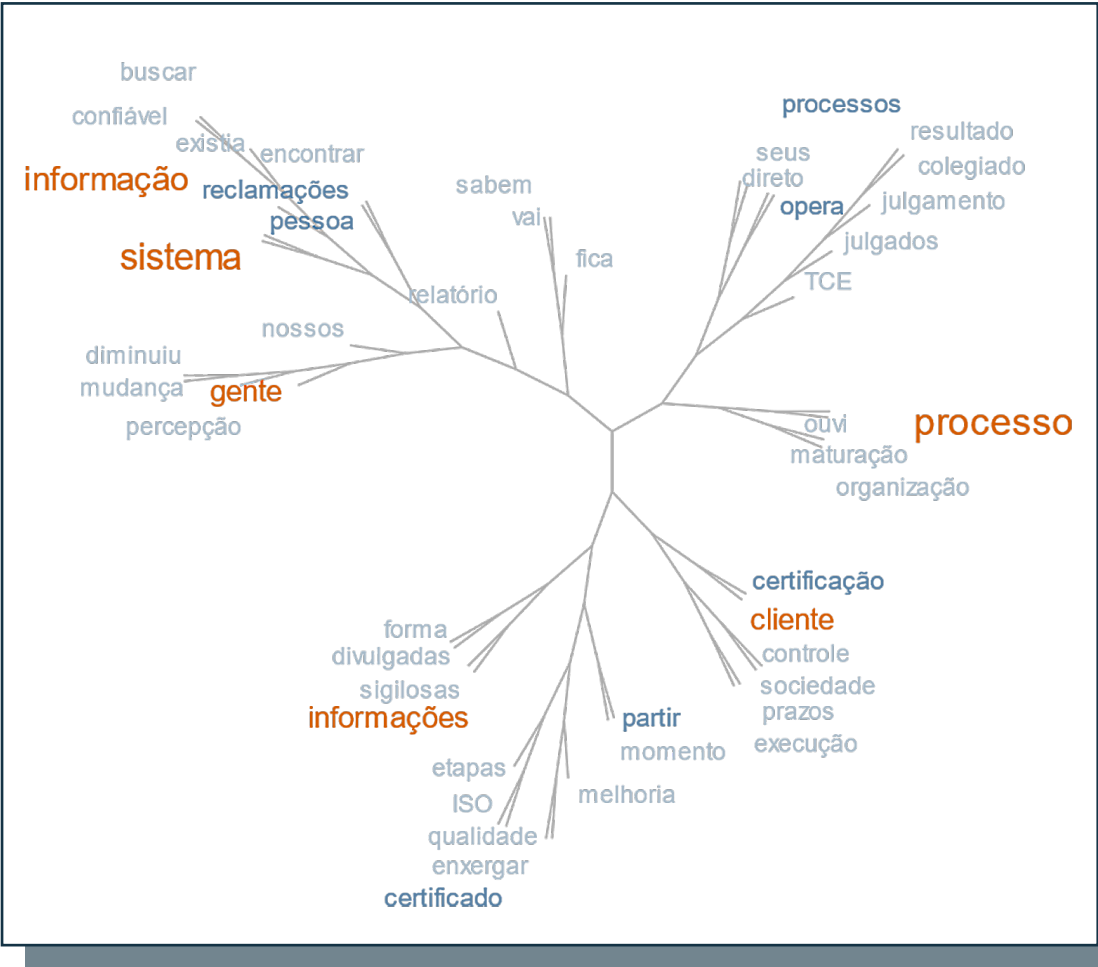 buscar
confiável
existia
encontrar
informação
reclamações
pessoa
sistema
relatório
nossos
diminuiu
mudança
gente
percepção
sabem
vai
fica
processos
resultado
seus
colegiado
direto
opera
julgamento
julgados
TCE
ouvi
processo
maturação
organização
certificação
cliente
controle
sociedade
prazos
execução
forma
divulgadas
sigilosas
informações
partir
momento
etapas
melhoria
ISO
qualidade
enxergar
certificado